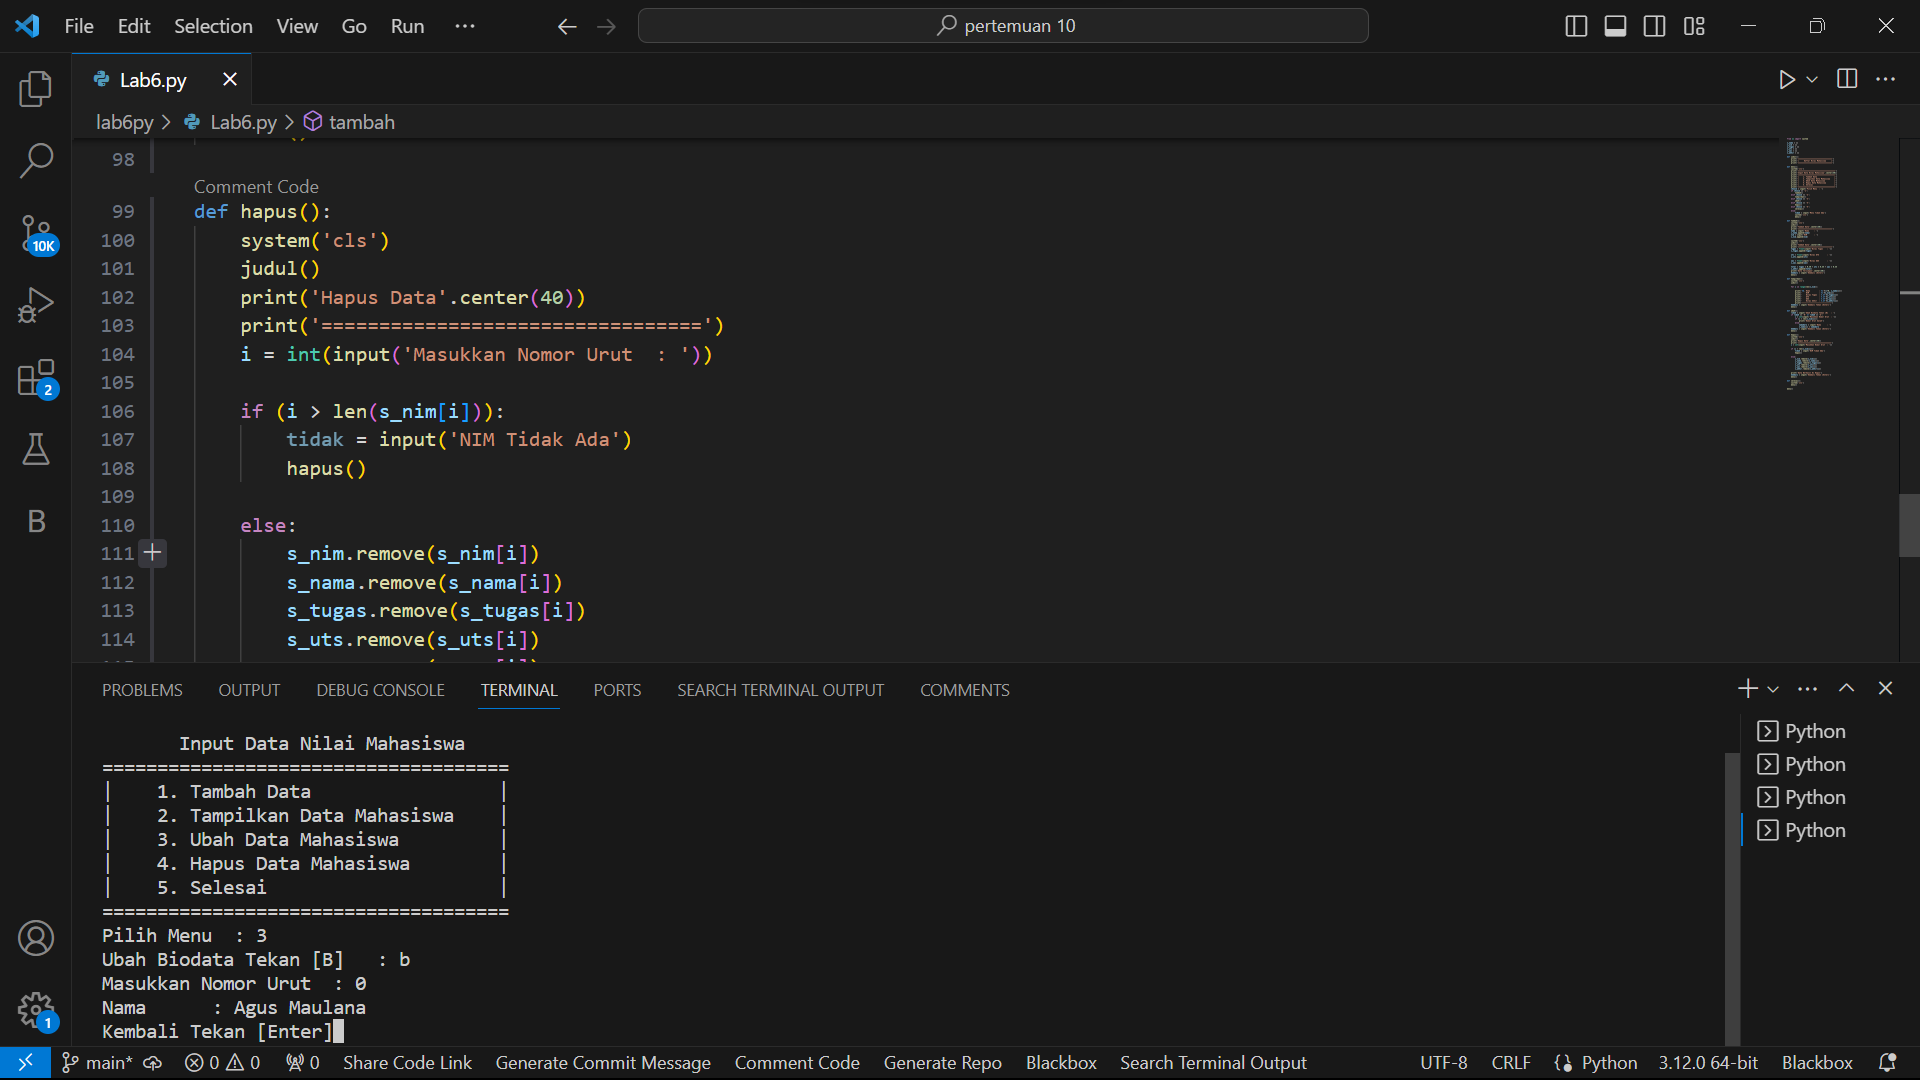 File Edit Selection View Go Run ··· pertemuan 10
Lab6.py
lab6py > Lab6.py > tambah
98
Comment Code
99 def hapus():
100 system('cls')
101 judul()
102 print('Hapus Data'.center(40))
103 print('=================================')
104 i = int(input('Masukkan Nomor Urut  : '))
105
106 if (i > len(s_nim[i])):
107 tidak = input('NIM Tidak Ada')
108 hapus()
109
110 else:
111 s_nim.remove(s_nim[i])
112 s_nama.remove(s_nama[i])
113 s_tugas.remove(s_tugas[i])
114 s_uts.remove(s_uts[i])
10K
2
B
1
PROBLEMS OUTPUT DEBUG CONSOLE TERMINAL PORTS SEARCH TERMINAL OUTPUT COMMENTS
Input Data Nilai Mahasiswa
=====================================
| 1. Tambah Data |
| 2. Tampilkan Data Mahasiswa |
| 3. Ubah Data Mahasiswa |
| 4. Hapus Data Mahasiswa |
| 5. Selesai |
=====================================
Pilih Menu  : 3
Ubah Biodata Tekan [B]   : b
Masukkan Nomor Urut  : 0
Nama      : Agus Maulana
Kembali Tekan [Enter]
Python
Python
Python
Python
main* 0 0 0 Share Code Link Generate Commit Message Comment Code Generate Repo Blackbox Search Terminal Output UTF-8 CRLF {} Python 3.12.0 64-bit Blackbox